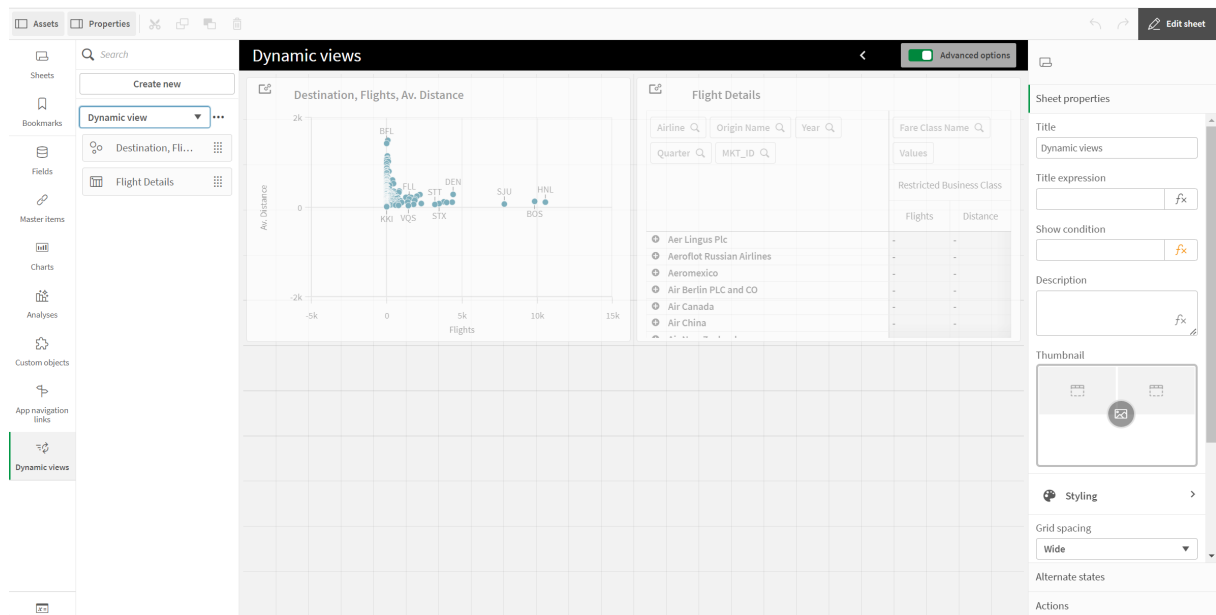 Assets
Properties
Edit sheet
Sheets
Bookmarks
Fields
Master items
Charts
Analyses
Custom objects
App navigation
links
Dynamic views
Search
Create new
Dynamic view
Destination, Fli...
Flight Details
Dynamic views
Advanced options
Destination, Flights, Av. Distance
2k
0
-2k
Av. Distance
BFL
FLL
DEN
STT
SJU
HNL
KKI
VQS
STX
BOS
-5k
0
5k
10k
15k
Flights
Flight Details
Airline
Origin Name
Year
Fare Class Name
Quarter
MKT_ID
Values
Restricted Business Class
Flights
Distance
Aer Lingus Plc - -
Aeroflot Russian Airlines - -
Aeromexico - -
Air Berlin PLC and CO - -
Air Canada - -
Air China - -
Sheet properties
Title
Dynamic views
Title expression
fx
Show condition
fx
Description
fx
Thumbnail
Styling
Grid spacing
Wide
Alternate states
Actions